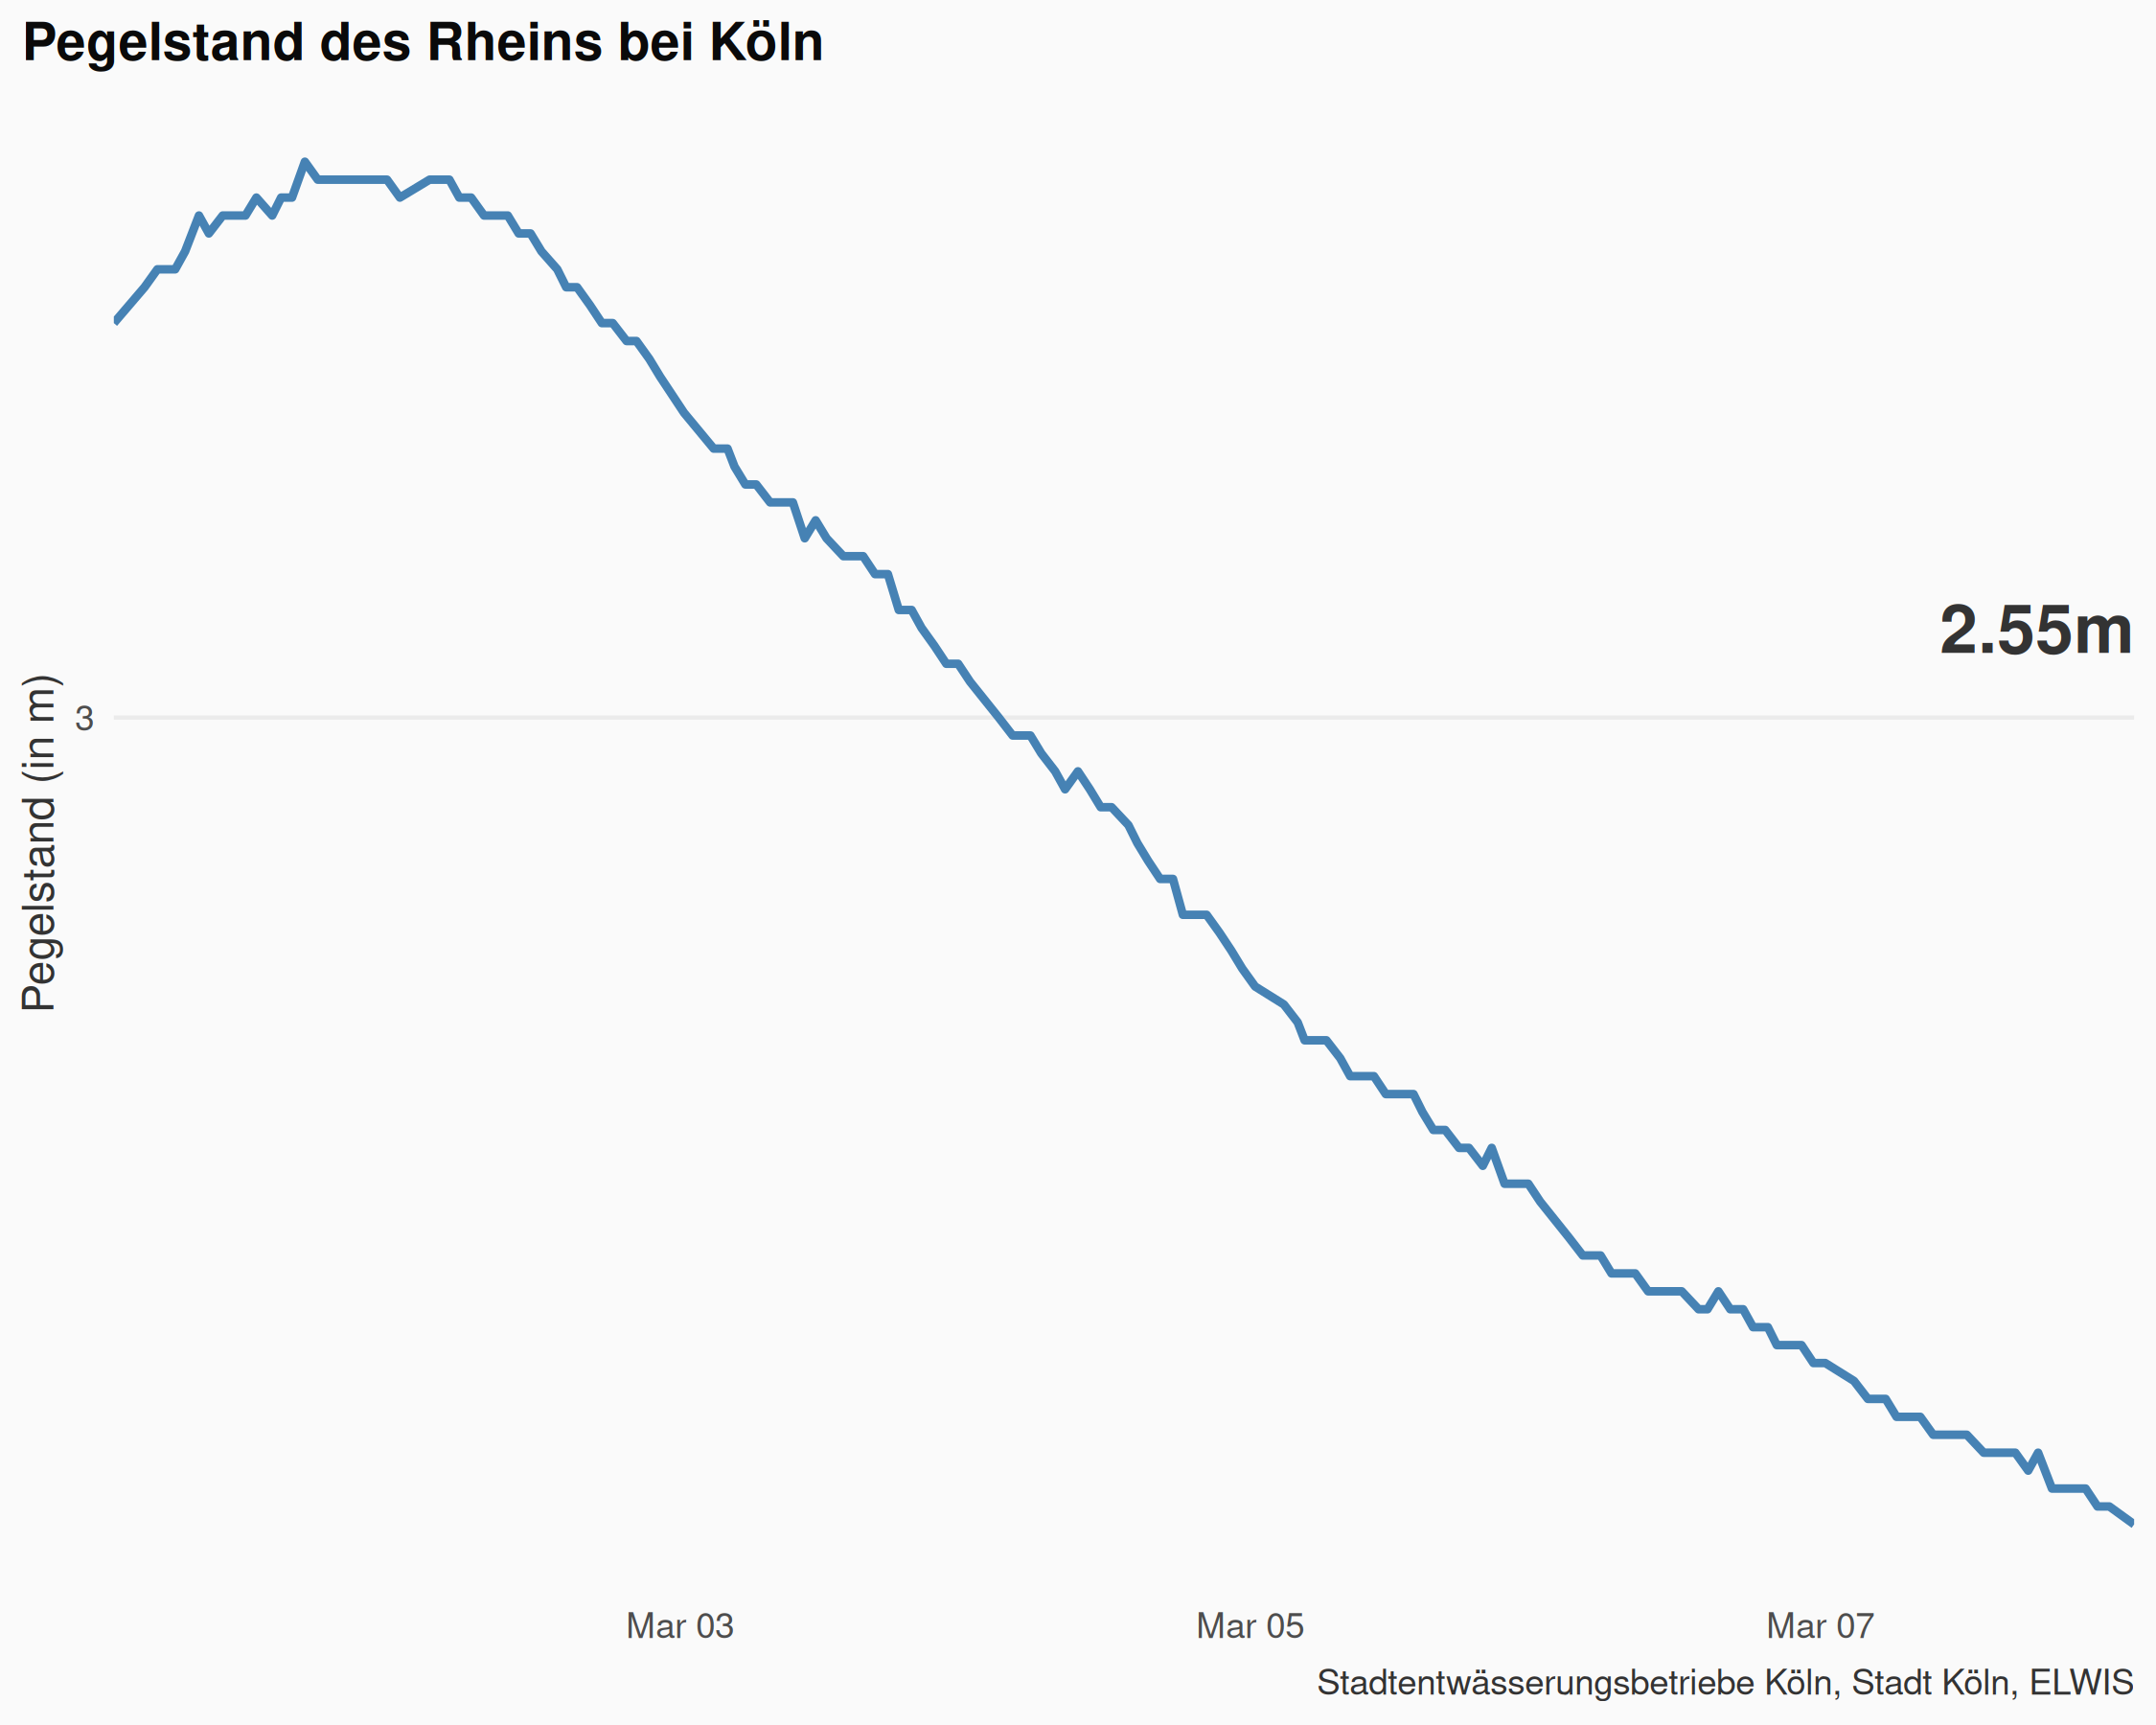 Pegelstand des Rheins bei Köln
2.55m
Pegelstand (in m)
3
Mar 03
Mar 05
Mar 07
Stadtentwässerungsbetriebe Köln, Stadt Köln, ELWIS